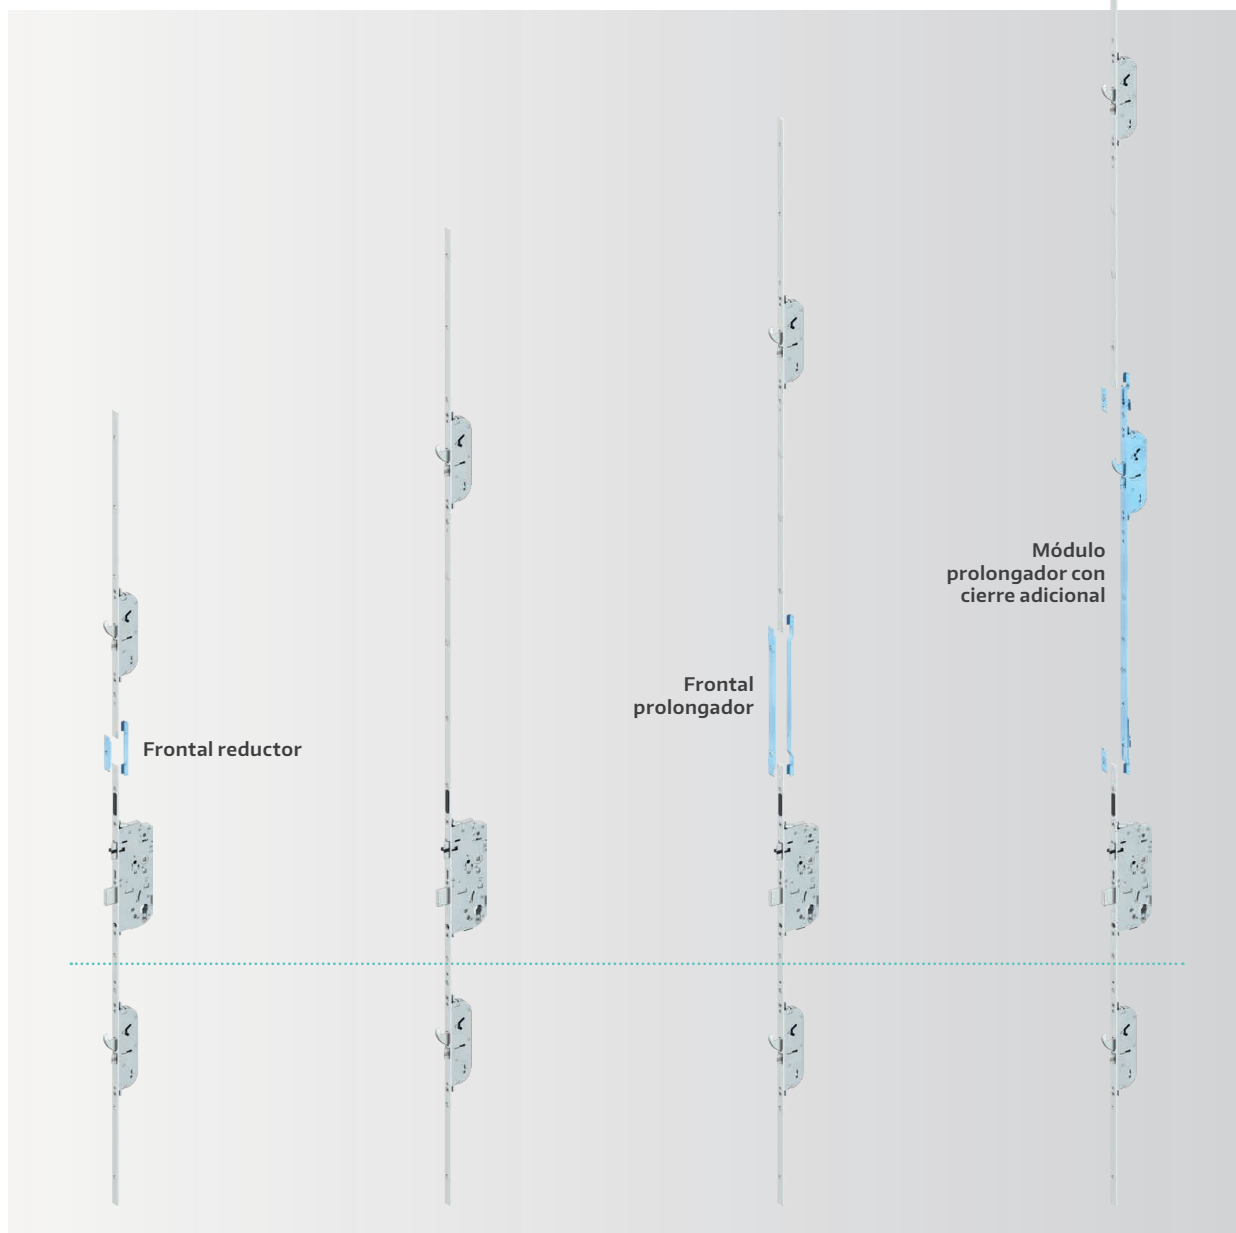 Módulo
prolongador con
cierre adicional
Frontal
prolongador
Frontal reductor